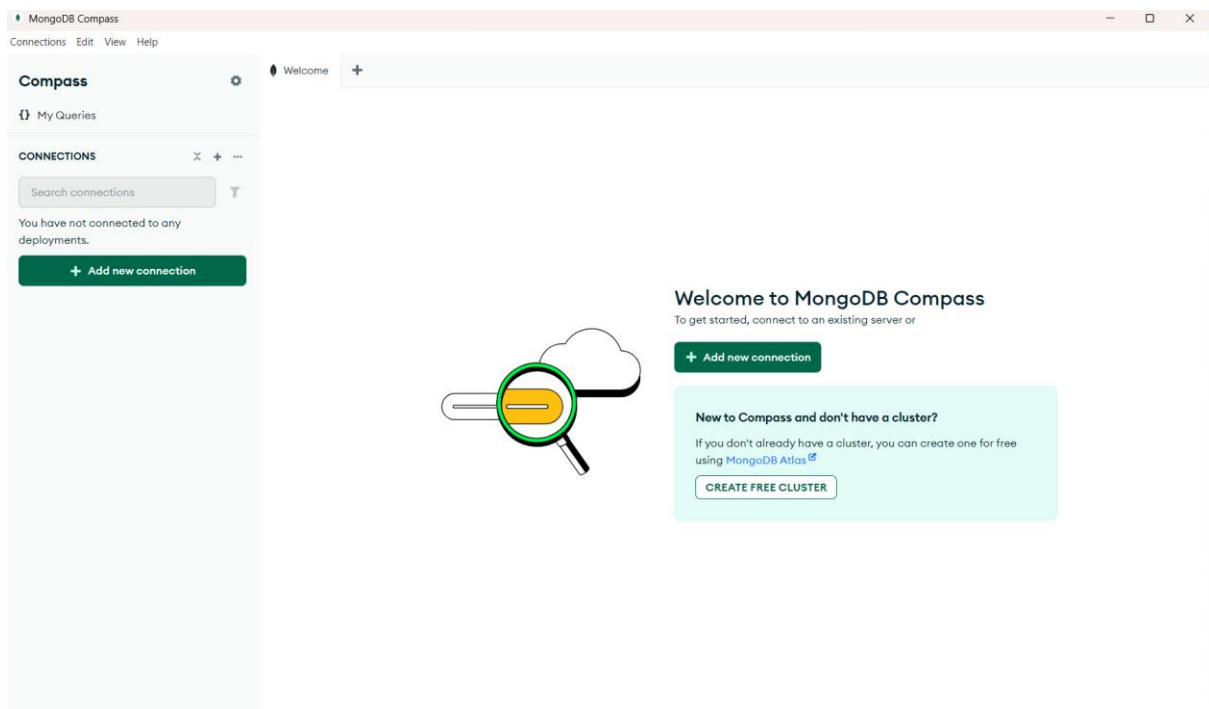 MongoDB Compass
Connections Edit View Help
Compass
{} My Queries
CONNECTIONS
Search connections
You have not connected to any
deployments.
+ Add new connection
Welcome
Welcome to MongoDB Compass
To get started, connect to an existing server or
+ Add new connection
New to Compass and don't have a cluster?
If you don't already have a cluster, you can create one for free
using MongoDB Atlas
CREATE FREE CLUSTER